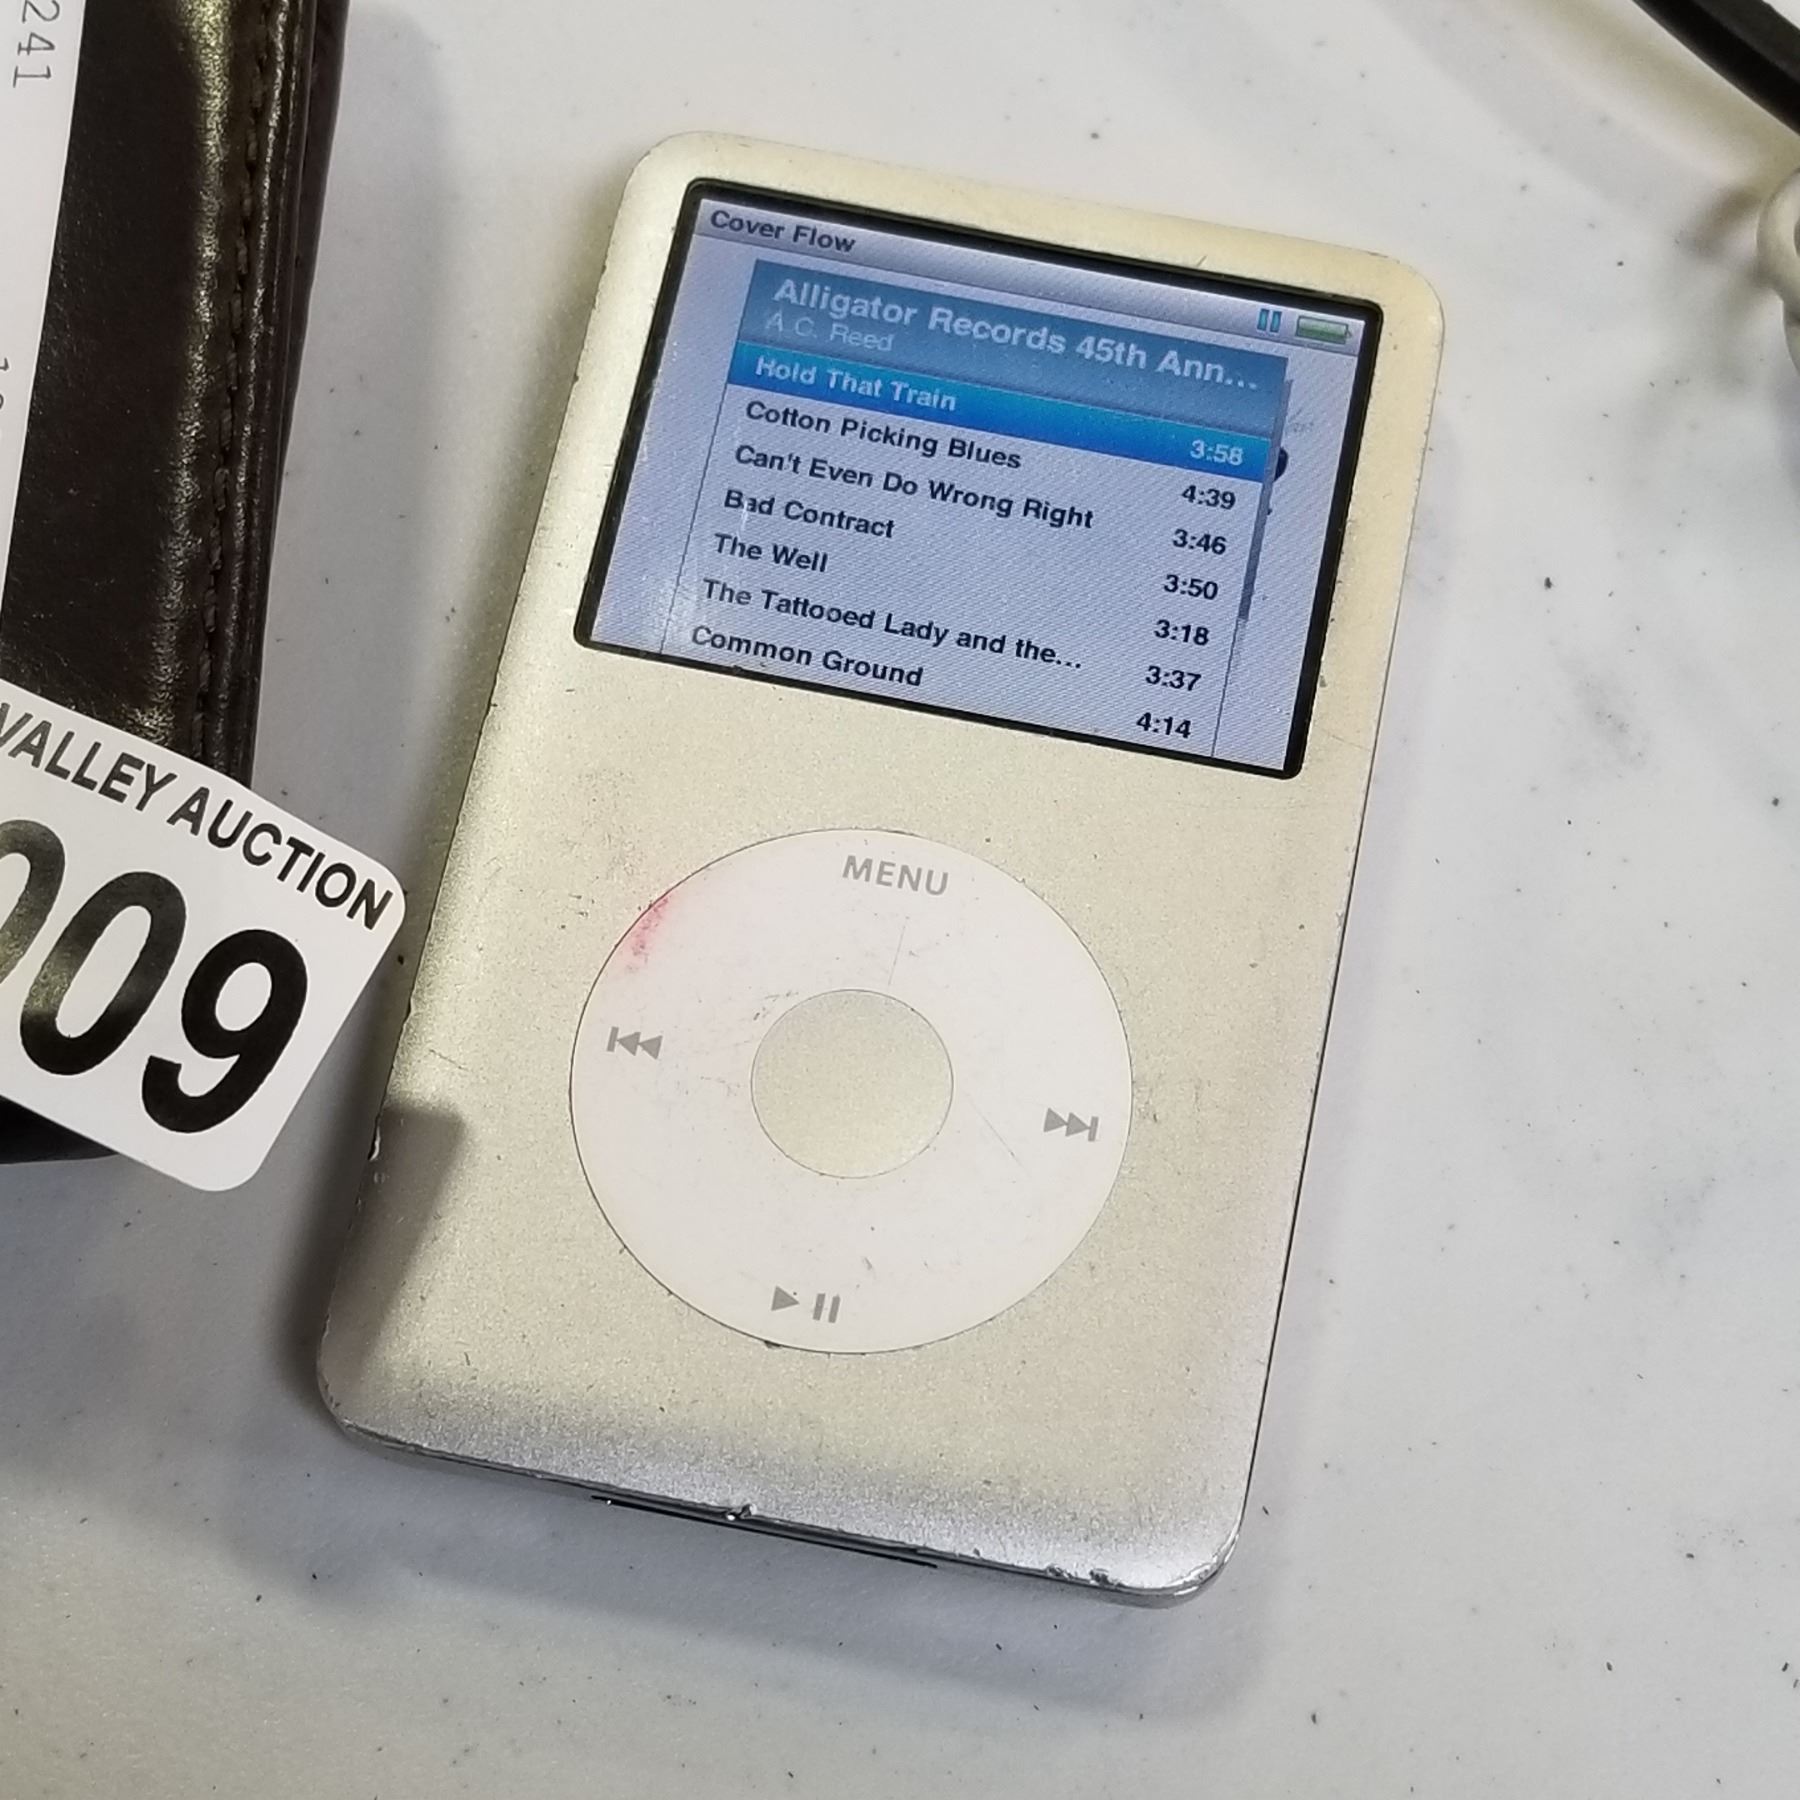 241
Cover Flow
Alligator Records 45th Ann...
A.C. Reed
Hold That Train 3:58
Cotton Picking Blues 4:39
Can't Even Do Wrong Right 3:46
Bad Contract 3:50
The Well 3:18
The Tattooed Lady and the... 3:37
Common Ground 4:14
MENU
VALLEY AUCTION
009